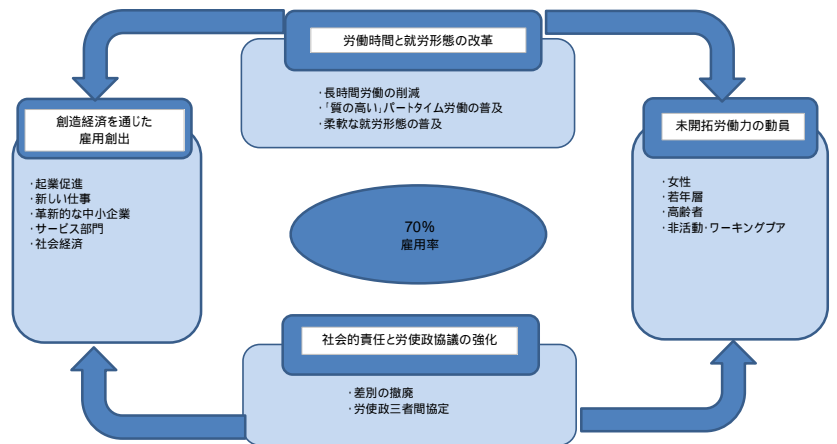 労働時間と就労形態の改革
・長時間労働の削減
・「質の高い」パートタイム労働の普及
・柔軟な就労形態の普及
創造経済を通じた
雇用創出
・起業促進
・新しい仕事
・革新的な中小企業
・サービス部門
・社会経済
未開拓労働力の動員
・女性
・若年層
・高齢者
・非活動・ワーキングプア
70%
雇用率
社会的責任と労使政協議の強化
・差別の撤廃
・労使政三者間協定